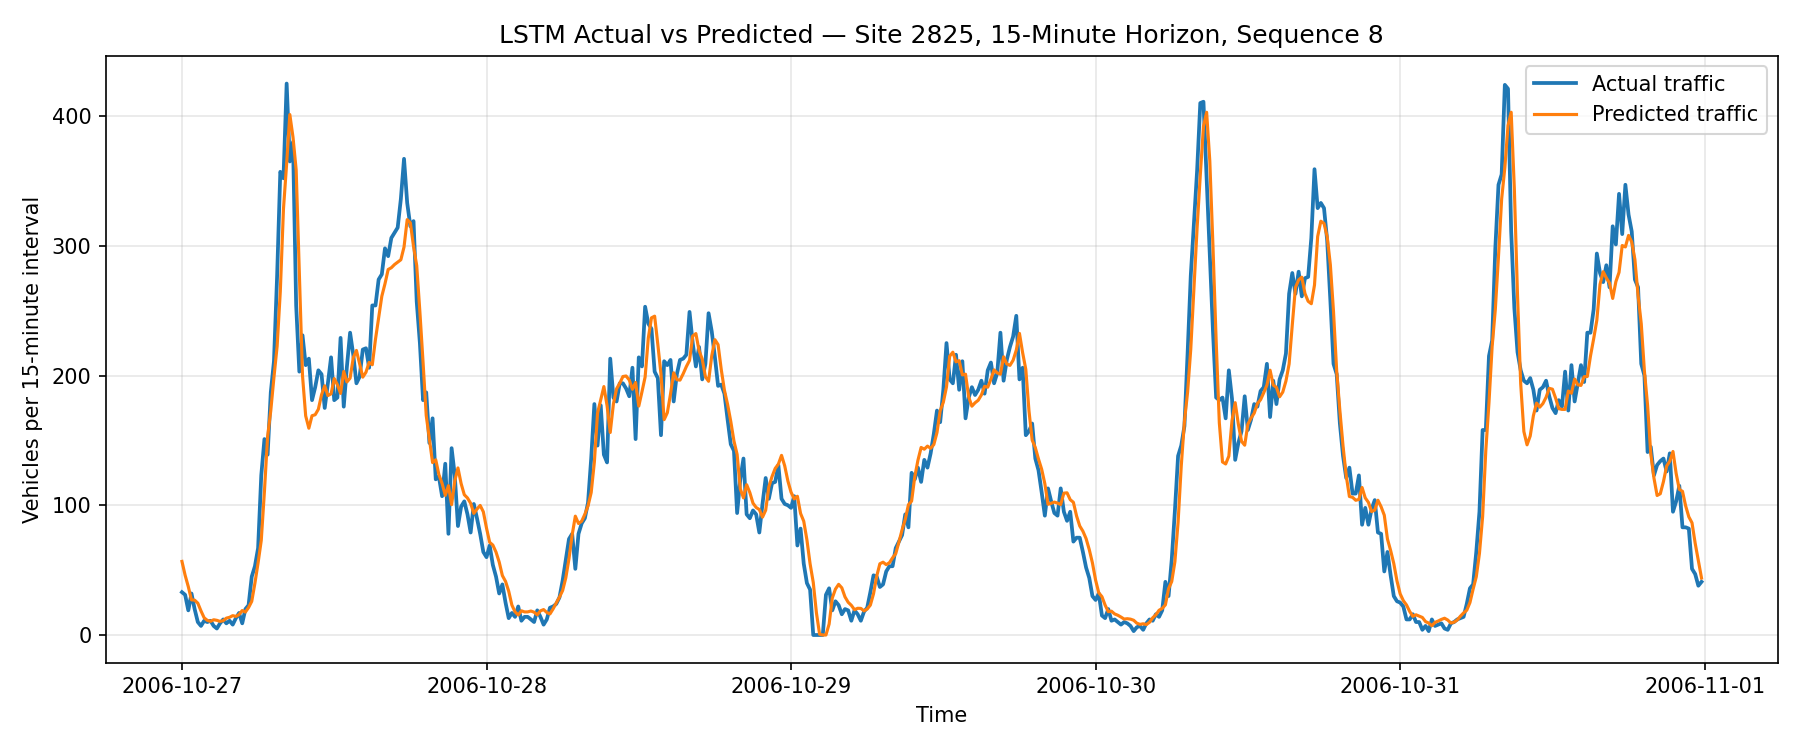 LSTM Actual vs Predicted — Site 2825, 15-Minute Horizon, Sequence 8
Actual traffic
Predicted traffic
Vehicles per 15-minute interval
400
300
200
100
0
2006-10-27
2006-10-28
2006-10-29
2006-10-30
2006-10-31
2006-11-01
Time